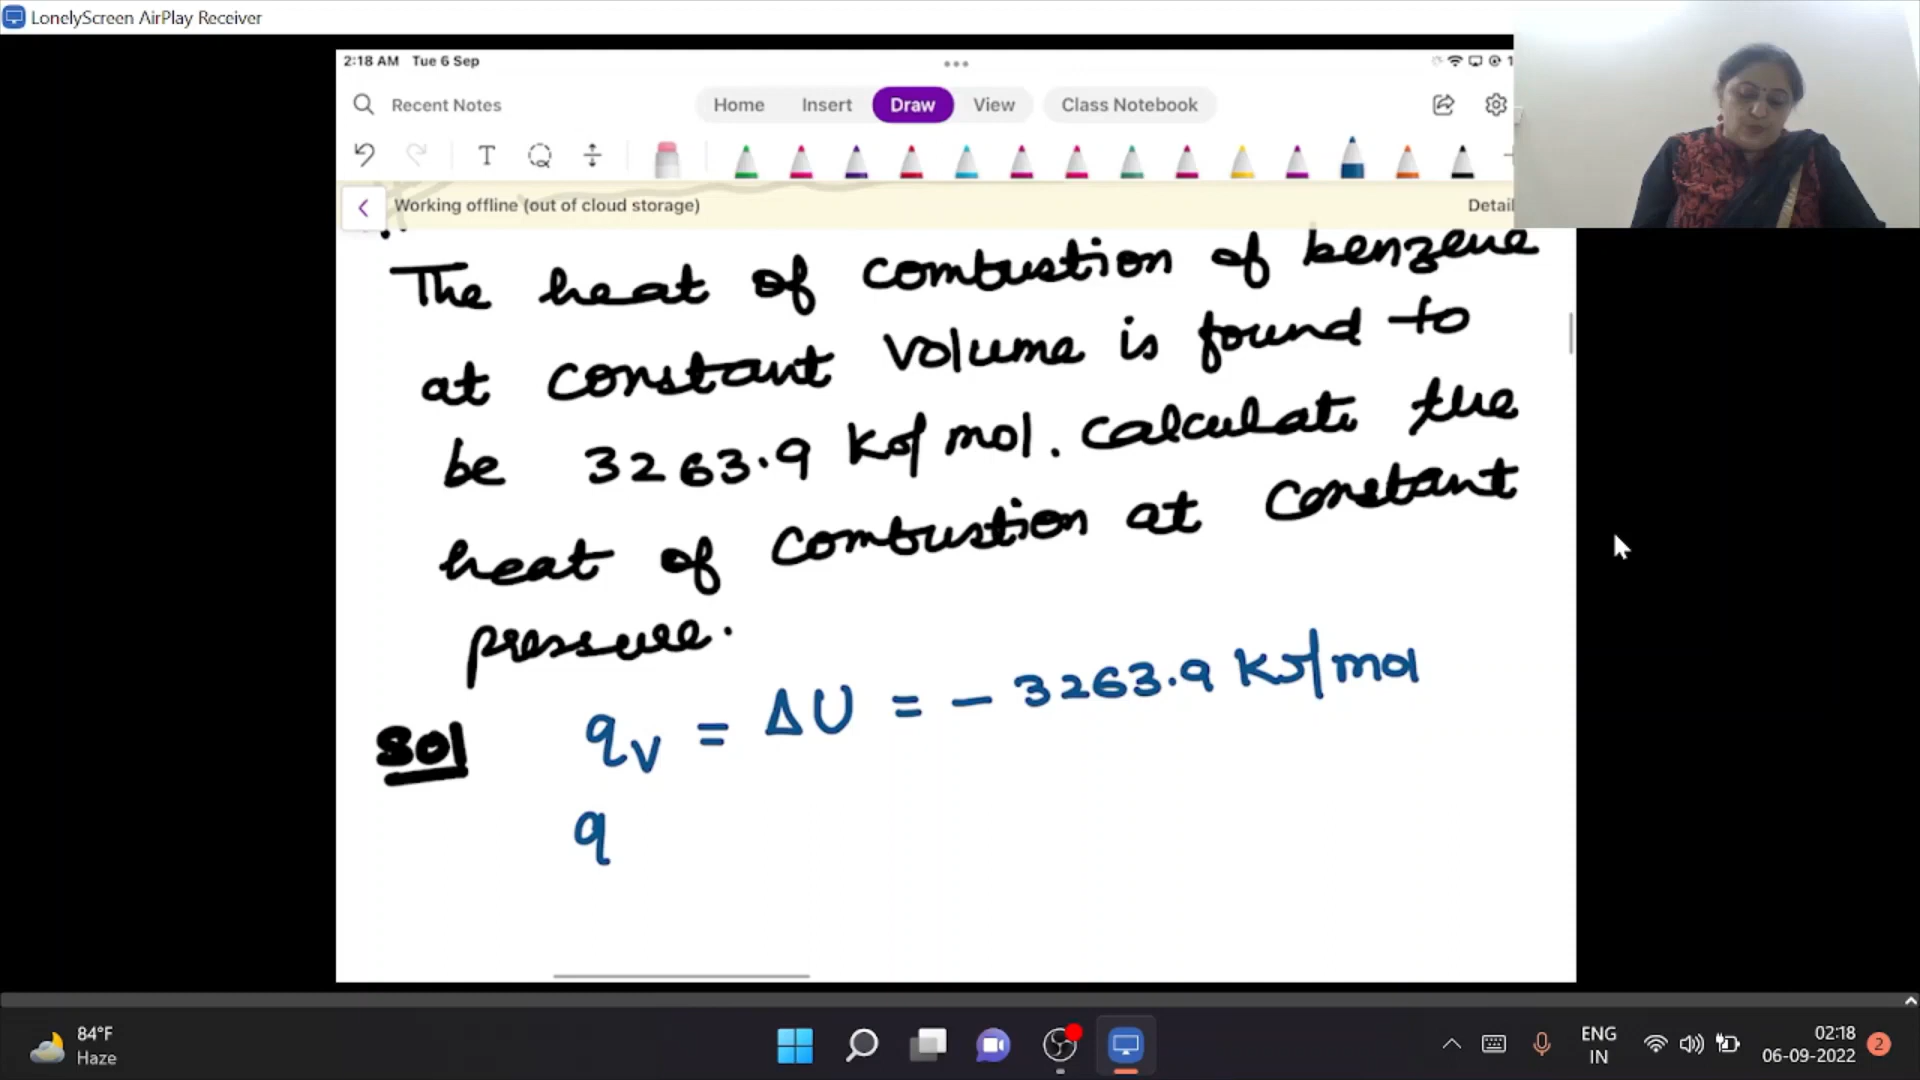 LonelyScreen AirPlay Receiver
2:18 AM Tue 6 Sep
Recent Notes Home Insert Draw View Class Notebook
T
Working offline (out of cloud storage) Detail
The heat of combustion of benzene
at constant volume is found to
be 3263.9 KJ/mol. Calculate the
heat of combustion at constant
pressure.
Sol qv = ΔU = - 3263.9 KJ/mol
q
84°F
Haze
ENG
IN
02:18
06-09-2022
2